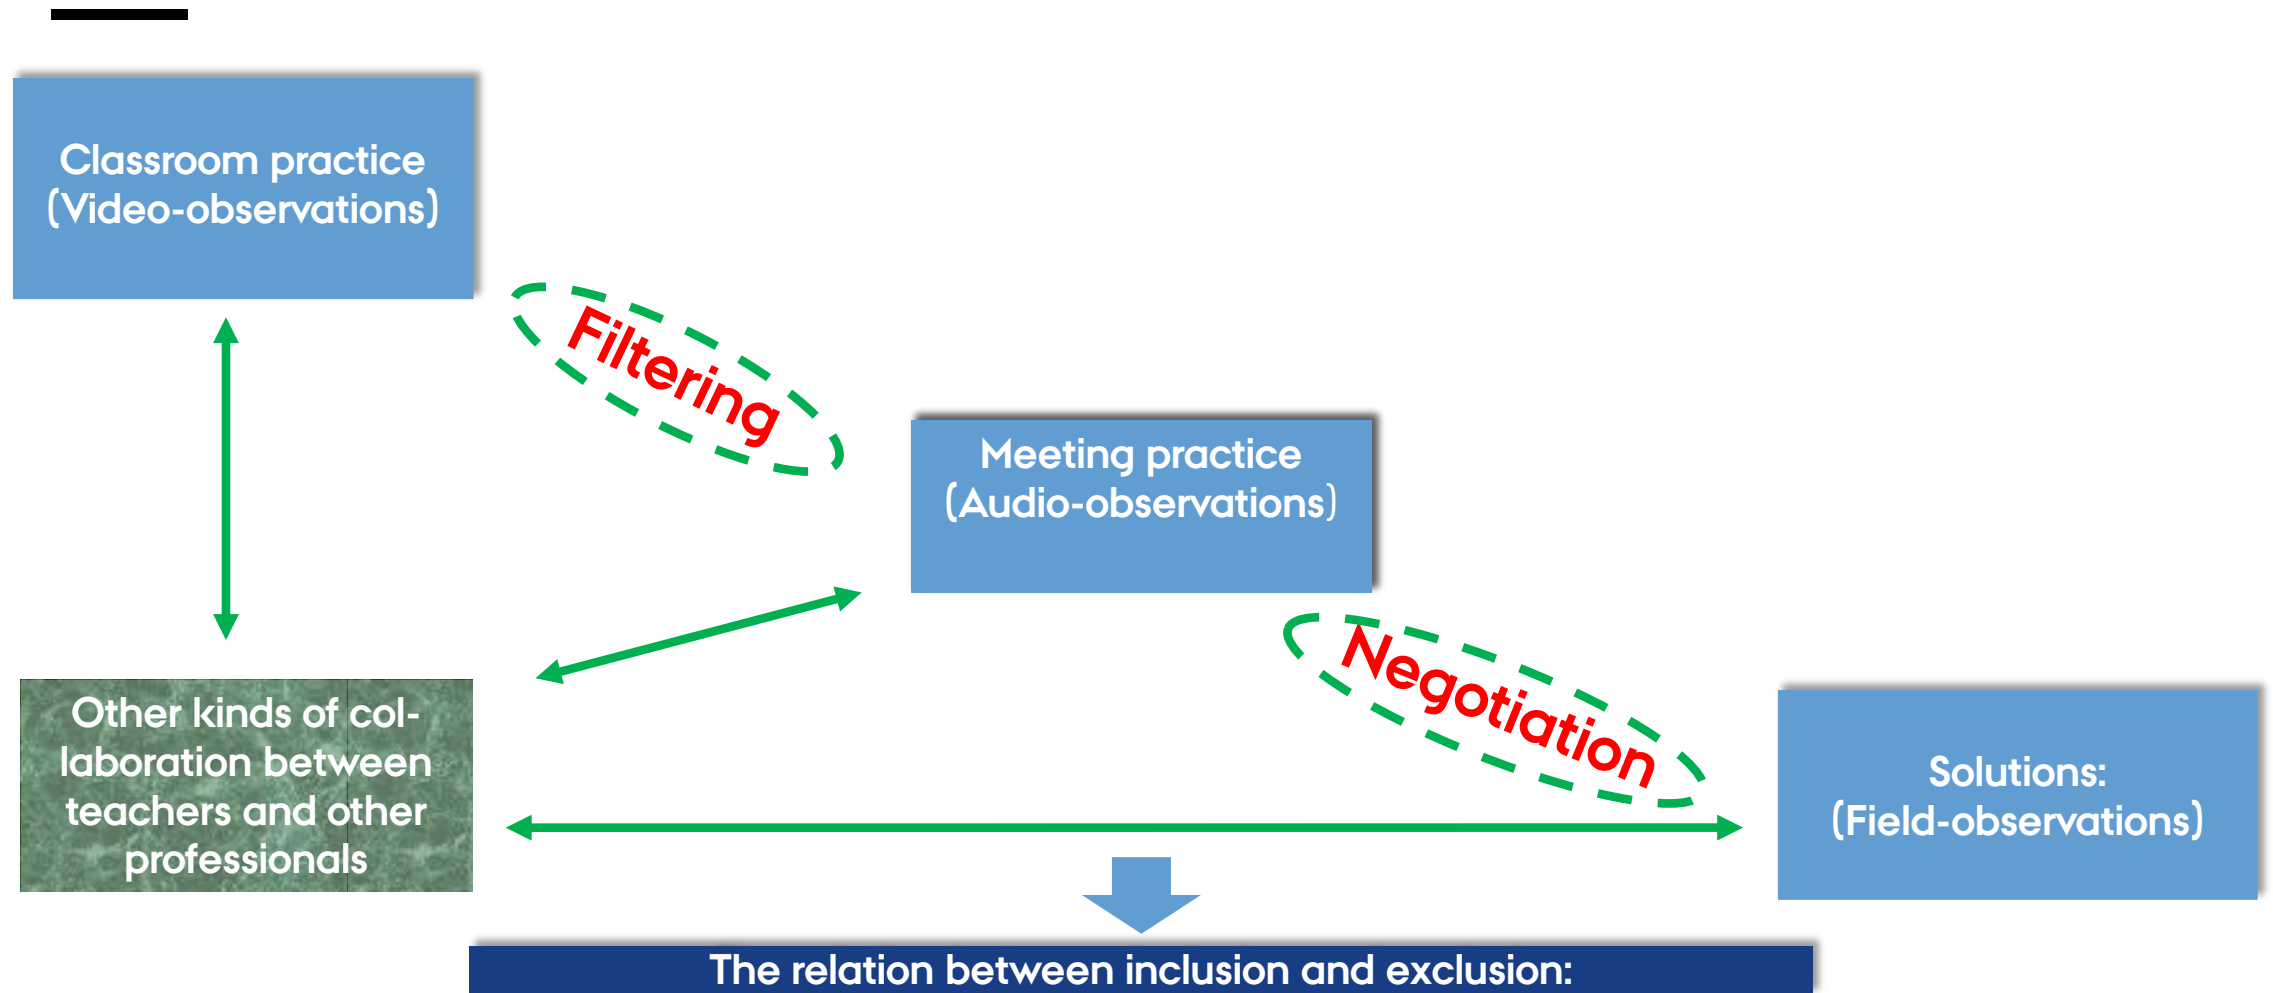 Classroom practice
(Video-observations)
Filtering
Meeting practice
(Audio-observations)
Negotiation
Other kinds of col-
laboration between
teachers and other
professionals
Solutions:
(Field-observations)
The relation between inclusion and exclusion: